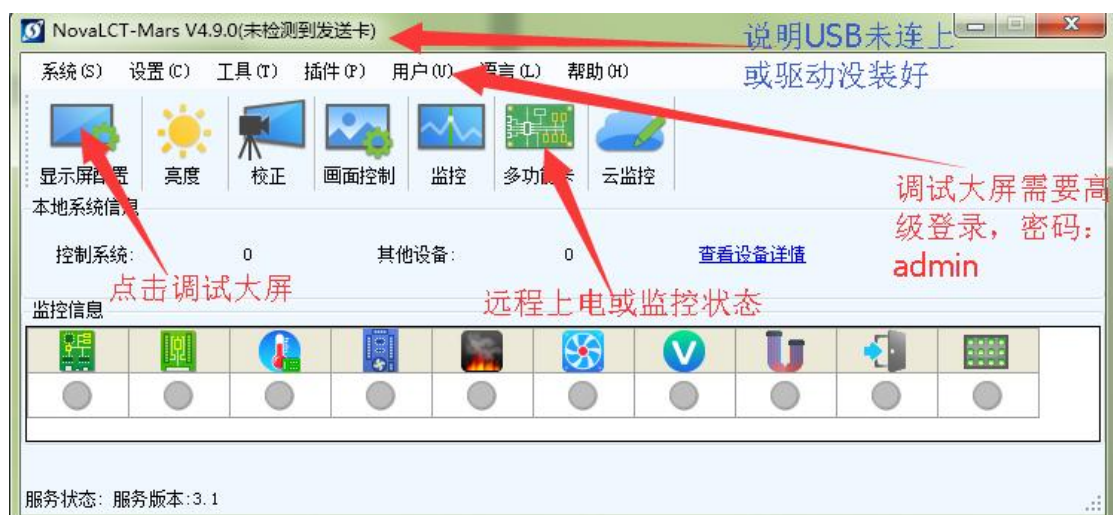 NovaLCT-Mars V4.9.0(未检测到发送卡)
说明USB未连上
或驱动没装好
系统(S) 设置(C) 工具(T) 插件(P) 用户(U) 语言(L) 帮助(H)
显示屏配置 亮度 校正 画面控制 监控 多功能卡 云监控
调试大屏需要高
级登录，密码：
admin
本地系统信息
控制系统: 0 其他设备: 0 查看设备详情
点击调试大屏
远程上电或监控状态
监控信息
服务状态: 服务版本:3.1